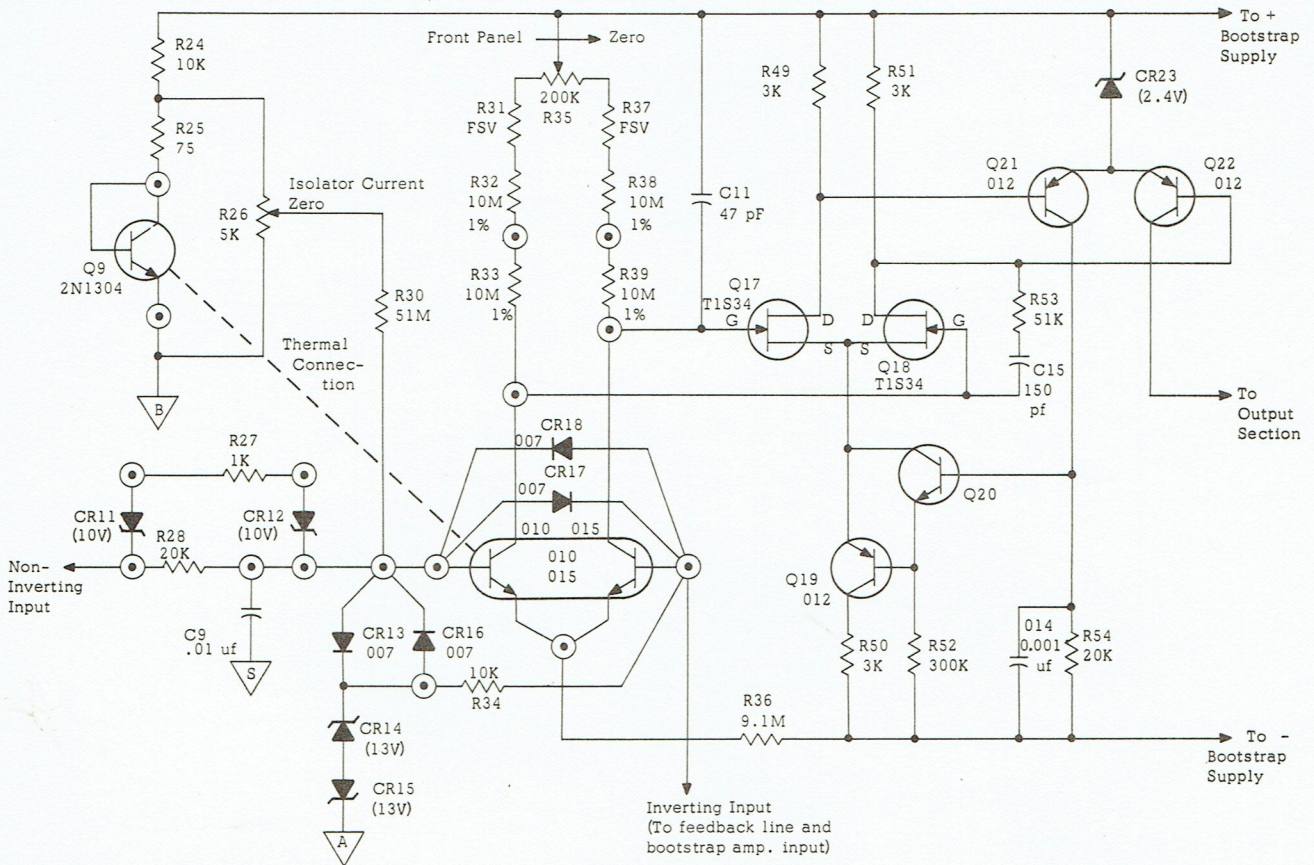 To +
Bootstrap
Supply
Front Panel
Zero
R24
10K
R49
3K
R51
3K
CR23
(2.4V)
200K
R35
R31
FSV
R37
FSV
R25
75
Q21
012
Q22
012
Isolator Current
Zero
R32
10M
1%
R38
10M
1%
C11
47 pF
R26
5K
Q9
2N1304
R33
10M
1%
R39
10M
1%
Q17
T1S34
R53
51K
R30
51M
G
D
D
G
S
S
Thermal
Connec-
tion
Q18
T1S34
C15
150
pf
B
To
Output
Section
CR18
007
R27
1K
CR17
007
Q20
CR11
(10V)
CR12
(10V)
R28
20K
010
015
010
015
Non-
Inverting
Input
Q19
012
C9
.01 uf
S
CR13
007
CR16
007
R50
3K
R52
300K
014
0.001
uf
R54
20K
10K
R34
R36
9.1M
CR14
(13V)
To -
Bootstrap
Supply
CR15
(13V)
A
Inverting Input
(To feedback line and
bootstrap amp. input)